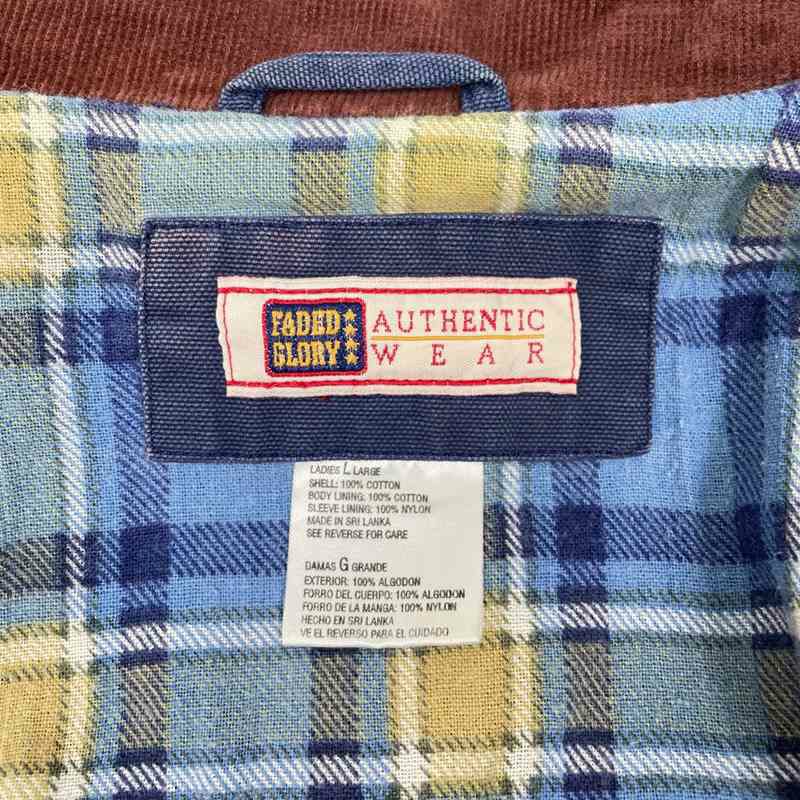 FADED
GLORY
AUTHENTIC
WEAR
LADIES L LARGE
SHELL: 100% COTTON
BODY LINING: 100% COTTON
SLEEVE LINING: 100% NYLON
MADE IN SRI LANKA
SEE REVERSE FOR CARE
DAMAS G GRANDE
EXTERIOR: 100% ALGODON
FORRO DEL CUERPO: 100% ALGODON
FORRO DE LA MANGA: 100% NYLON
HECHO EN SRI LANKA
VE EL REVERSO PARA EL CUIDADO